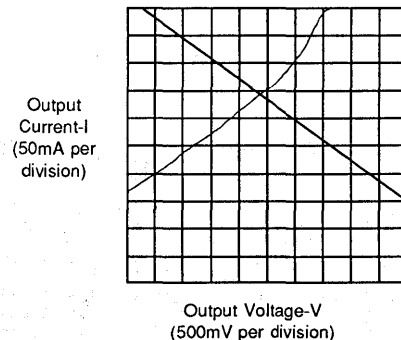 Output
Current-I
(50mA per
division)
Output Voltage-V
(500mV per division)